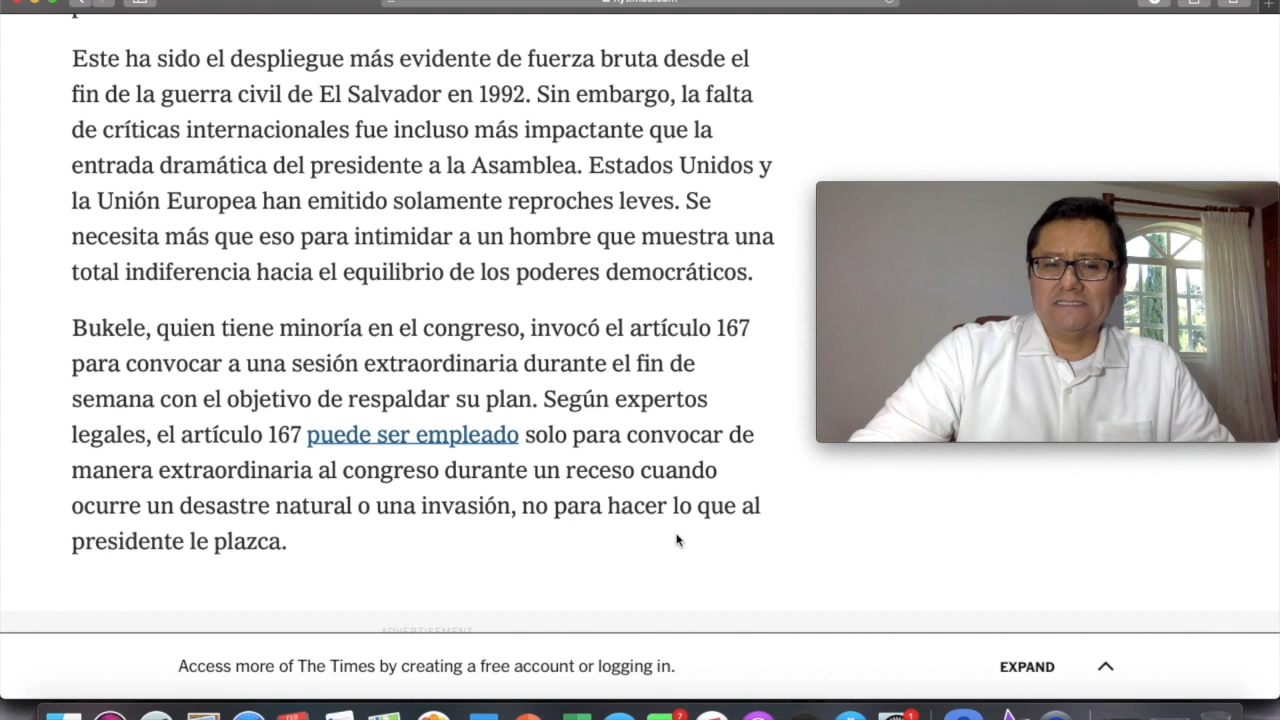 Este ha sido el despliegue más evidente de fuerza bruta desde el
fin de la guerra civil de El Salvador en 1992. Sin embargo, la falta
de críticas internacionales fue incluso más impactante que la
entrada dramática del presidente a la Asamblea. Estados Unidos y
la Unión Europea han emitido solamente reproches leves. Se
necesita más que eso para intimidar a un hombre que muestra una
total indiferencia hacia el equilibrio de los poderes democráticos.
Bukele, quien tiene minoría en el congreso, invocó el artículo 167
para convocar a una sesión extraordinaria durante el fin de
semana con el objetivo de respaldar su plan. Según expertos
legales, el artículo 167 puede ser empleado solo para convocar de
manera extraordinaria al congreso durante un receso cuando
ocurre un desastre natural o una invasión, no para hacer lo que al
presidente le plazca.
ADVERTISEMENT
Access more of The Times by creating a free account or logging in.
EXPAND
7
1